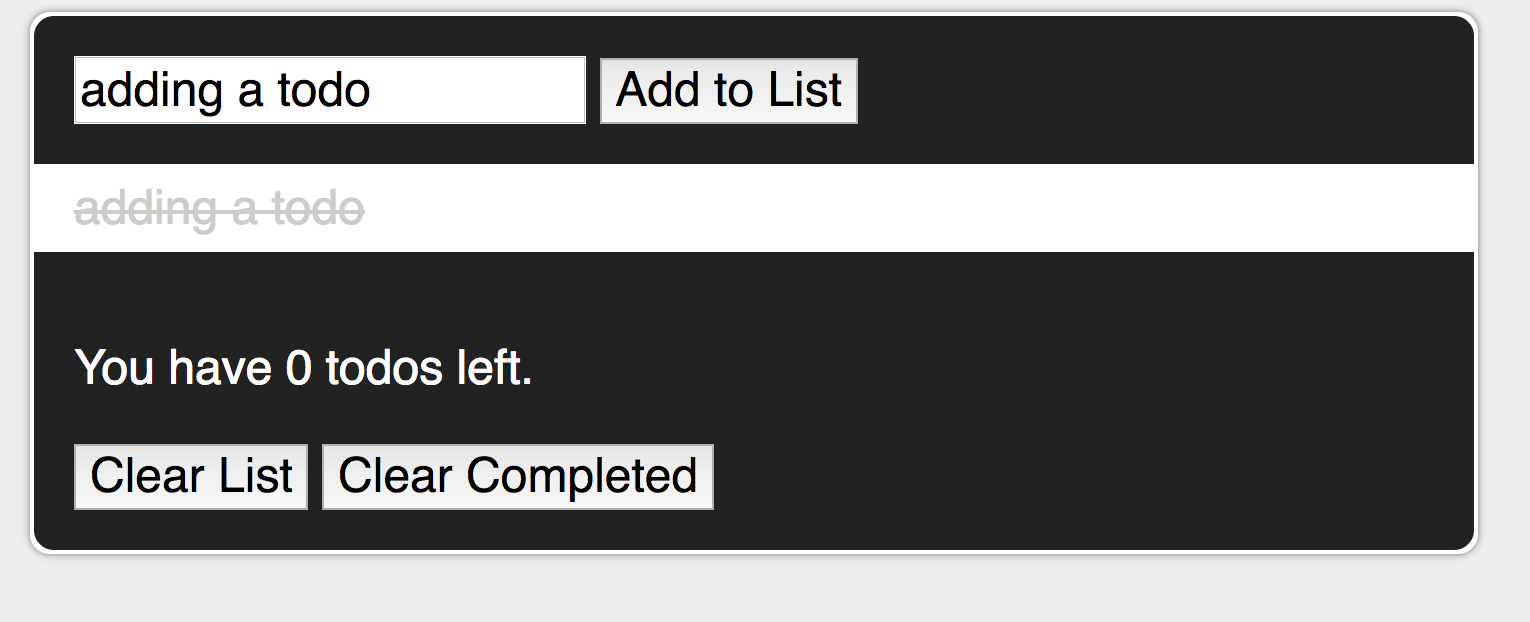 adding a todo Add to List
adding a todo
You have 0 todos left.
Clear List Clear Completed